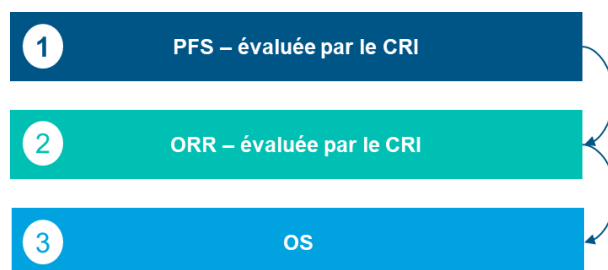 1 PFS – évaluée par le CRI
2 ORR – évaluée par le CRI
3 OS